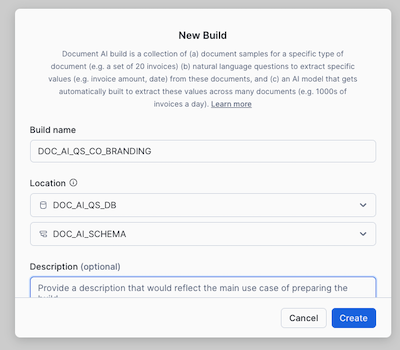 New Build
Document AI build is a collection of (a) document samples for a specific type of
document (e.g. a set of 20 invoices) (b) natural language questions to extract specific
values (e.g. invoice amount, date) from these documents, and (c) an AI model that gets
automatically built to extract these values across many documents (e.g. 1000s of
invoices a day). Learn more
Build name
DOC_AI_QS_CO_BRANDING
Location
DOC_AI_QS_DB
DOC_AI_SCHEMA
Description (optional)
Provide a description that would reflect the main use case of preparing the
build
Cancel
Create